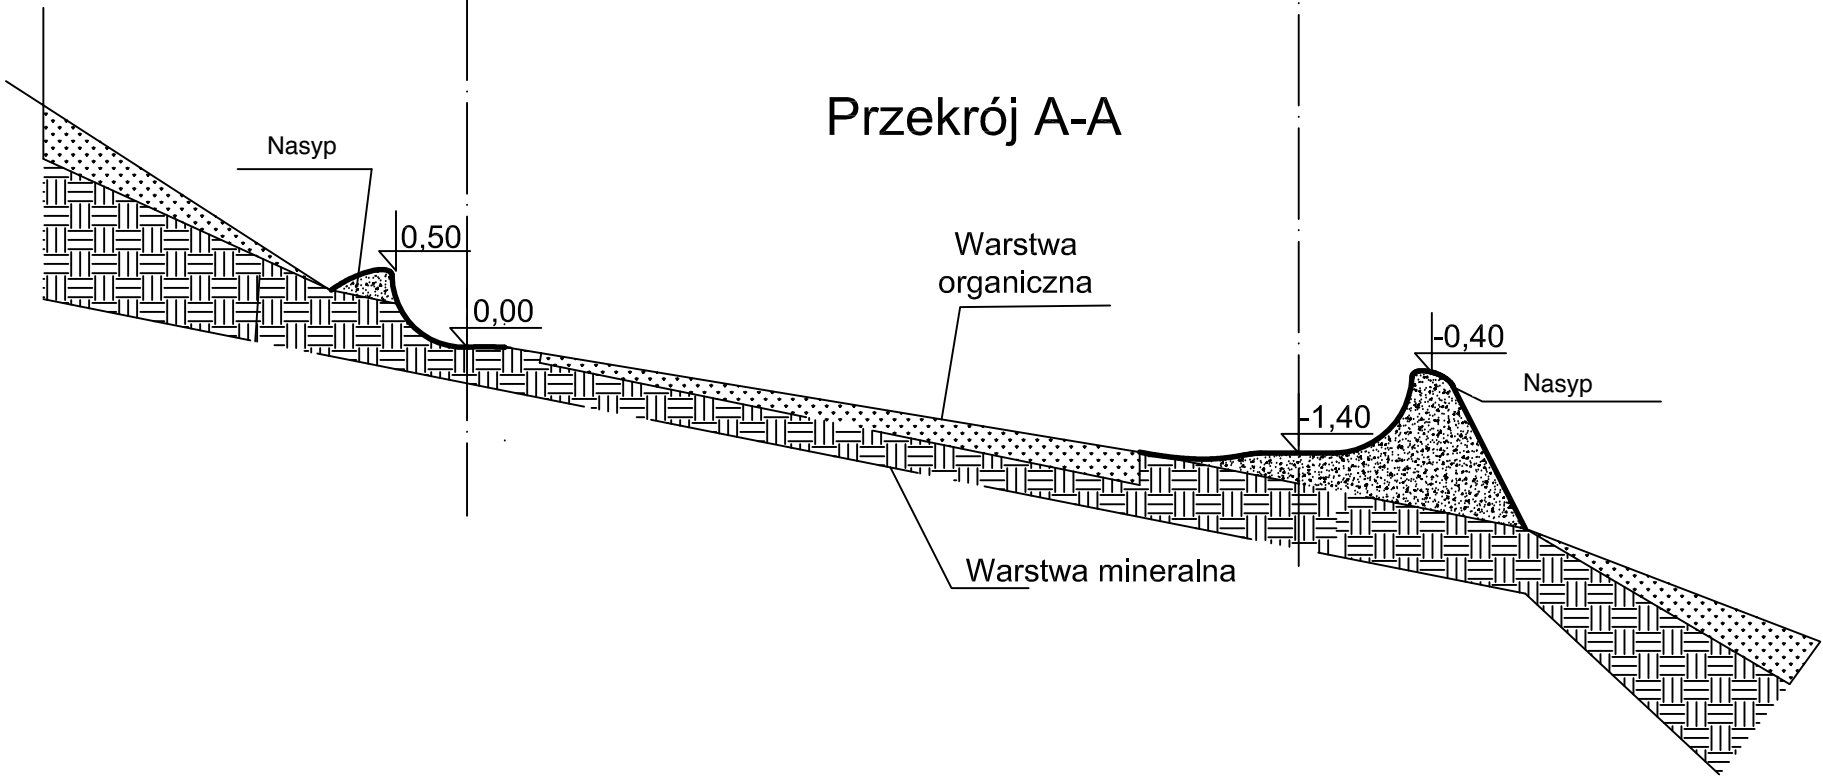 Przekrój A-A
Nasyp
0,50
Warstwa
organiczna
0,00
-0,40
Nasyp
-1,40
Warstwa mineralna